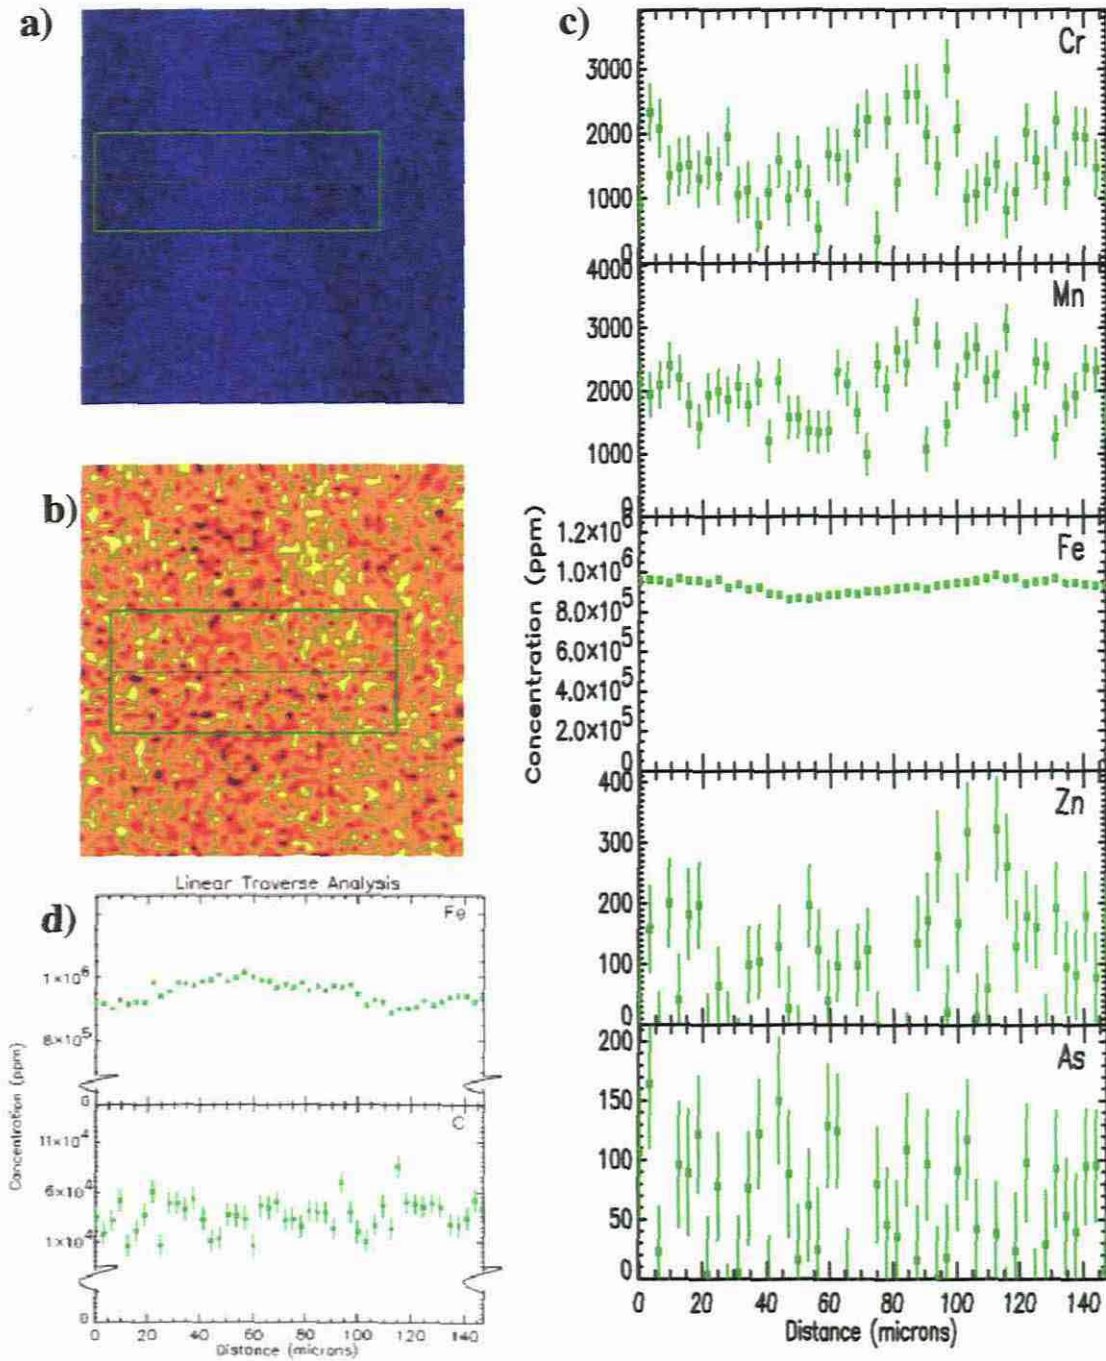 a)
b)
c)
Cr
3000
2000
1000
0
Mn
4000
3000
2000
1000
0
Fe
1.2×10⁶
1.0×10⁶
8.0×10⁵
6.0×10⁵
4.0×10⁵
2.0×10⁵
0
Concentration (ppm)
Zn
400
300
200
100
0
As
200
150
100
50
0
0 20 40 60 80 100 120 140
Distance (microns)
d)
Linear Traverse Analysis
Fe
1×10⁶
8×10⁵
0
Concentration (ppm)
C
11×10⁴
6×10⁴
1×10⁴
0
0 20 40 60 80 100 120 140
Distance (microns)